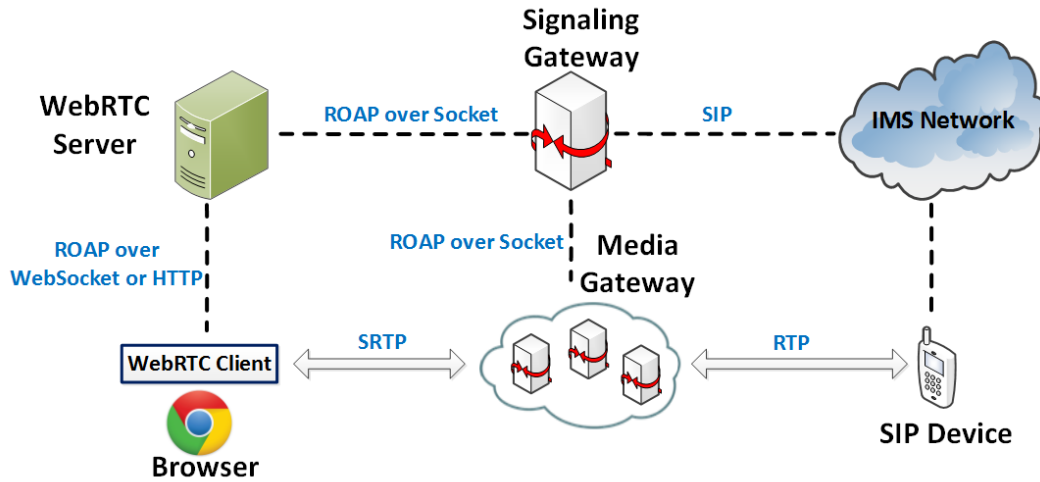 Signaling
Gateway
WebRTC
Server
ROAP over Socket
SIP
IMS Network
ROAP over
WebSocket or HTTP
ROAP over Socket
Media
Gateway
WebRTC Client
SRTP
RTP
Browser
SIP Device